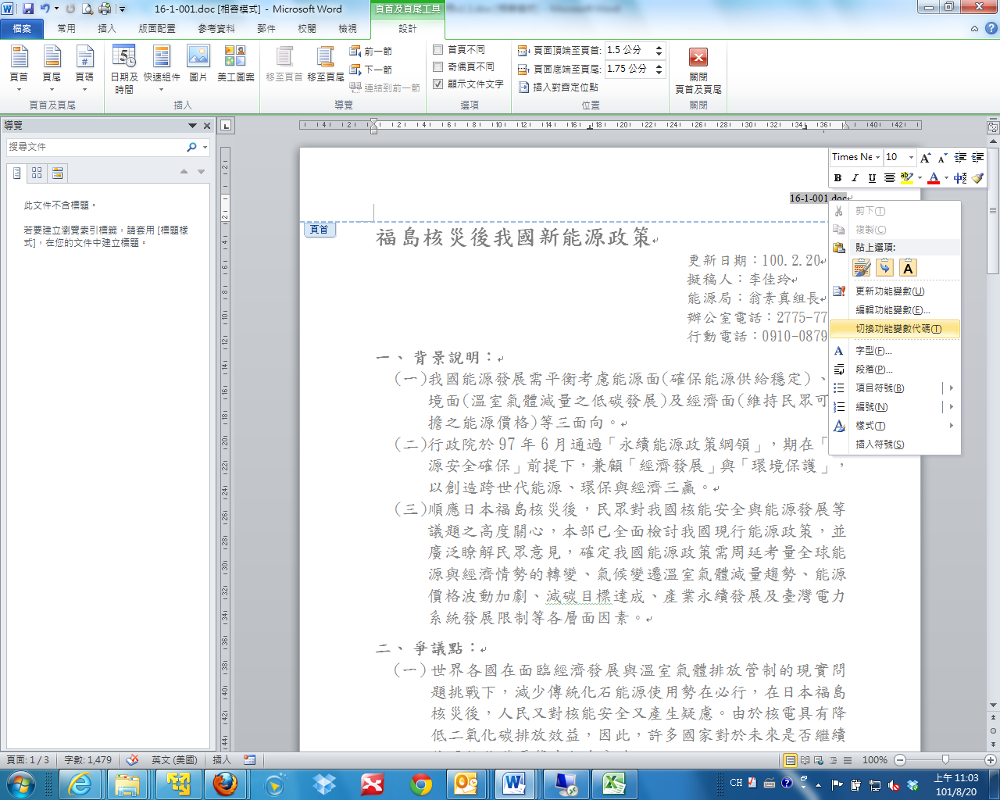 16-1-001.doc [相容模式] - Microsoft Word
頁首及頁尾工具
檔案 常用 插入 版面配置 參考資料 郵件 校閱 檢視 設計
頁首 頁尾 頁碼
頁首及頁尾
日期及時間 快速組件 圖片 美工圖案
插入
移至頁首 移至頁尾
前一節
下一節
連結到前一節
導覽
首頁不同
奇偶頁不同
顯示文件文字
選項
頁面頂端至頁首: 1.5 公分
頁面底端至頁尾: 1.75 公分
插入對齊定位點
位置
關閉
頁首及頁尾
關閉
導覽
搜尋文件
此文件不含標題。
若要建立瀏覽索引標籤，請套用 [標題樣
式]，在您的文件中建立標題。
Times Ne 10
16-1-001.doc
頁首
福島核災後我國新能源政策
更新日期：100.2.20
擬稿人：李佳玲
能源局：翁素真組長
辦公室電話：2775-77
行動電話：0910-0879
一、 背景說明：
(一)我國能源發展需平衡考慮能源面(確保能源供給穩定)、
境面(溫室氣體減量之低碳發展)及經濟面(維持民眾可
擔之能源價格)等三面向。
(二)行政院於 97 年 6 月通過「永續能源政策綱領」，期在「
源安全確保」前提下，兼顧「經濟發展」與「環境保護」，
以創造跨世代能源、環保與經濟三贏。
(三)順應日本福島核災後，民眾對我國核能安全與能源發展等
議題之高度關心，本部已全面檢討我國現行能源政策，並
廣泛瞭解民眾意見，確定我國能源政策需周延考量全球能
源與經濟情勢的轉變、氣候變遷溫室氣體減量趨勢、能源
價格波動加劇、減碳目標達成、產業永續發展及臺灣電力
系統發展限制等各層面因素。
二、 爭議點：
(一) 世界各國在面臨經濟發展與溫室氣體排放管制的現實問
題挑戰下，減少傳統化石能源使用勢在必行，在日本福島
核災後，人民又對核能安全又產生疑慮。由於核電具有降
低二氧化碳排放效益，因此，許多國家對於未來是否繼續
剪下(T)
複製(C)
貼上選項:
更新功能變數(U)
編輯功能變數(E)...
切換功能變數代碼(T)
字型(F)...
段落(P)...
項目符號(B)
編號(N)
樣式(T)
插入符號(S)
頁面: 1 / 3 字數: 1,479 英文 (美國) 插入 100%
CH
上午 11:03
101/8/20